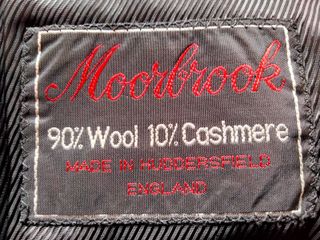 Moorbrook
90% Wool 10% Cashmere
MADE IN HUDDERSFIELD
ENGLAND